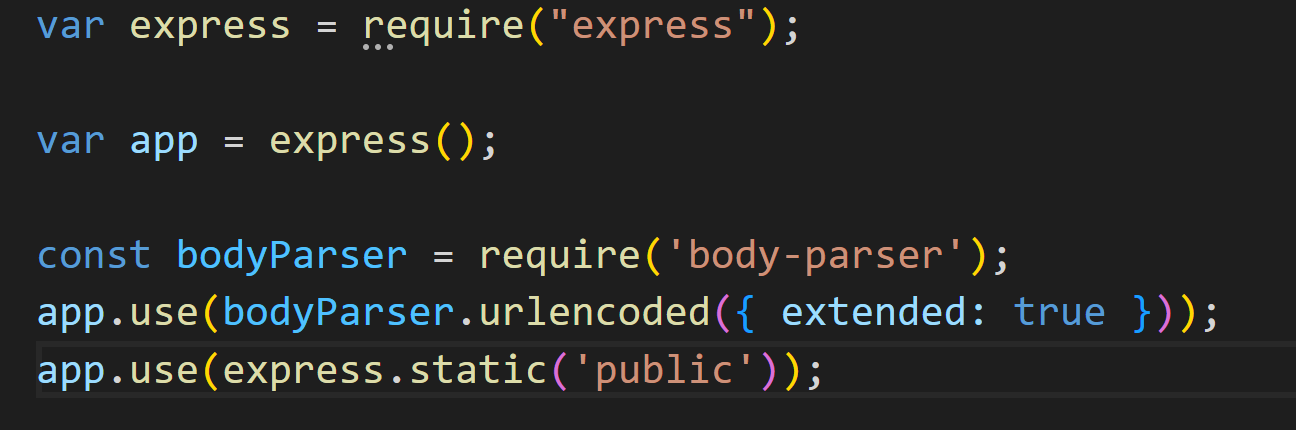 var express = require("express");
var app = express();
const bodyParser = require('body-parser');
app.use(bodyParser.urlencoded({ extended: true }));
app.use(express.static('public'));